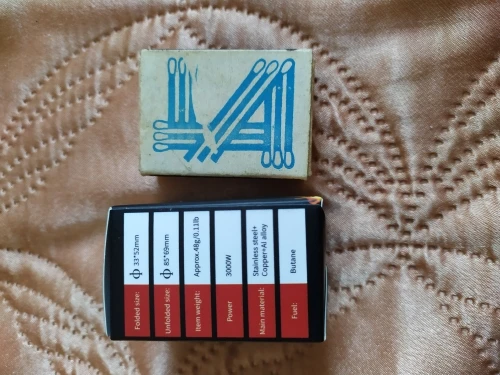 Folded size: Φ 33*52mm
Unfolded size: Φ 85*69mm
Item weight: Approx.48g/0.11lb
Power 3000W
Main material: Stainless steel+
Copper+Al alloy
Fuel: Butane